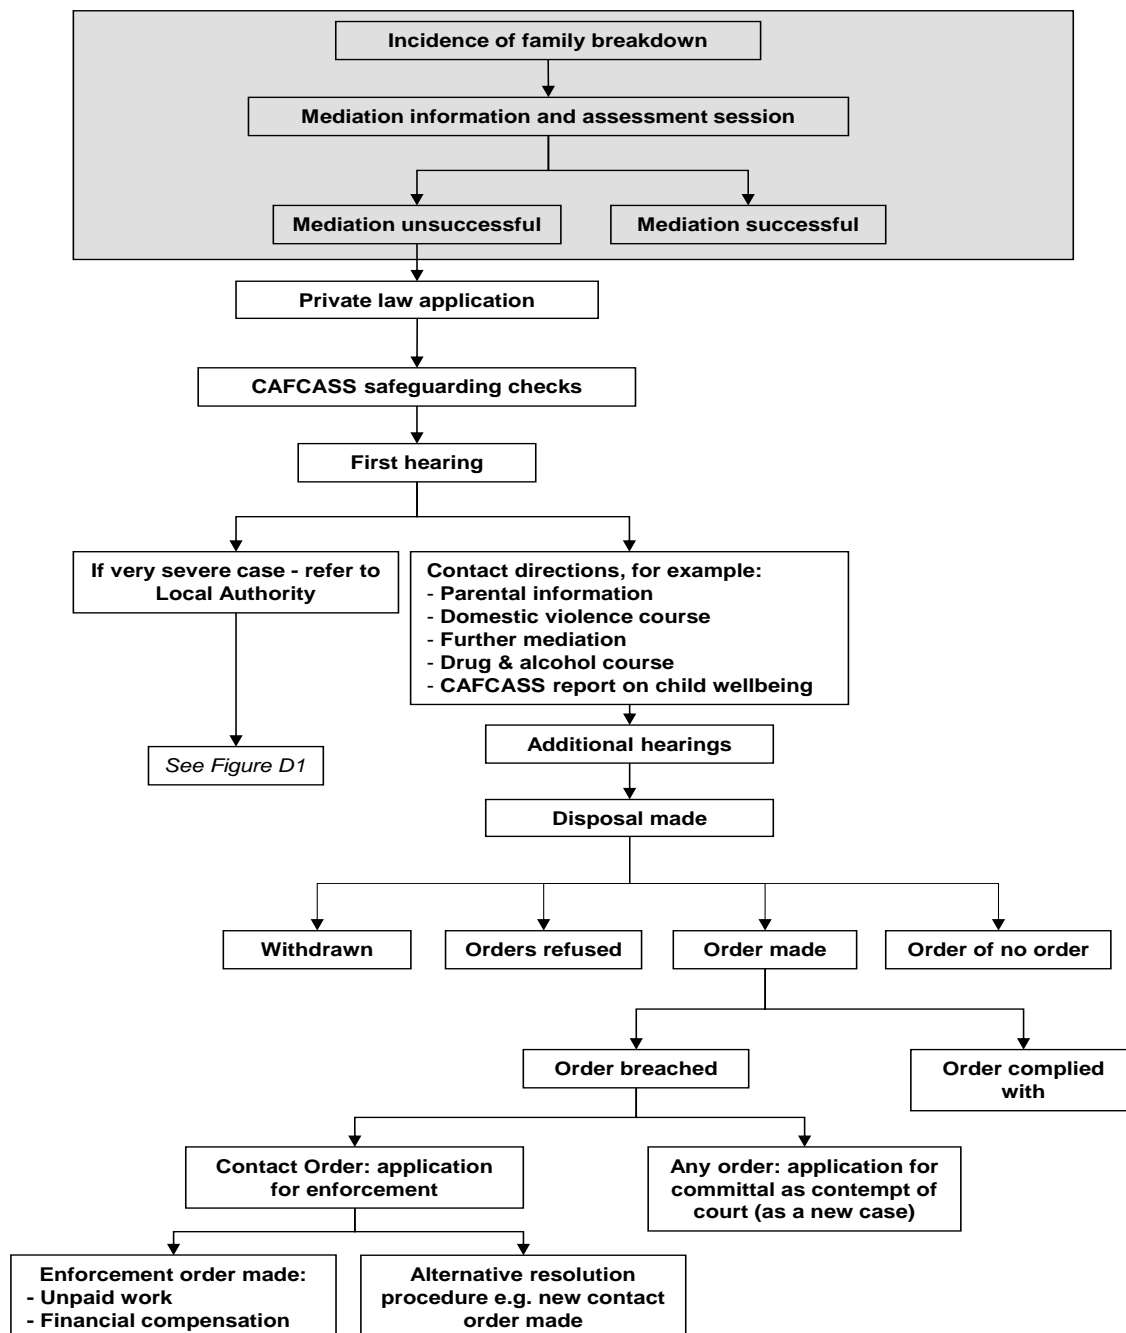 Incidence of family breakdown
Mediation information and assessment session
Mediation unsuccessful
Mediation successful
Private law application
CAFCASS safeguarding checks
First hearing
If very severe case - refer to
Local Authority
Contact directions, for example:
- Parental information
- Domestic violence course
- Further mediation
- Drug & alcohol course
- CAFCASS report on child wellbeing
Additional hearings
See Figure D1
Disposal made
Withdrawn
Orders refused
Order made
Order of no order
Order breached
Order complied
with
Contact Order: application
for enforcement
Any order: application for
committal as contempt of
court (as a new case)
Enforcement order made:
- Unpaid work
- Financial compensation
Alternative resolution
procedure e.g. new contact
order made